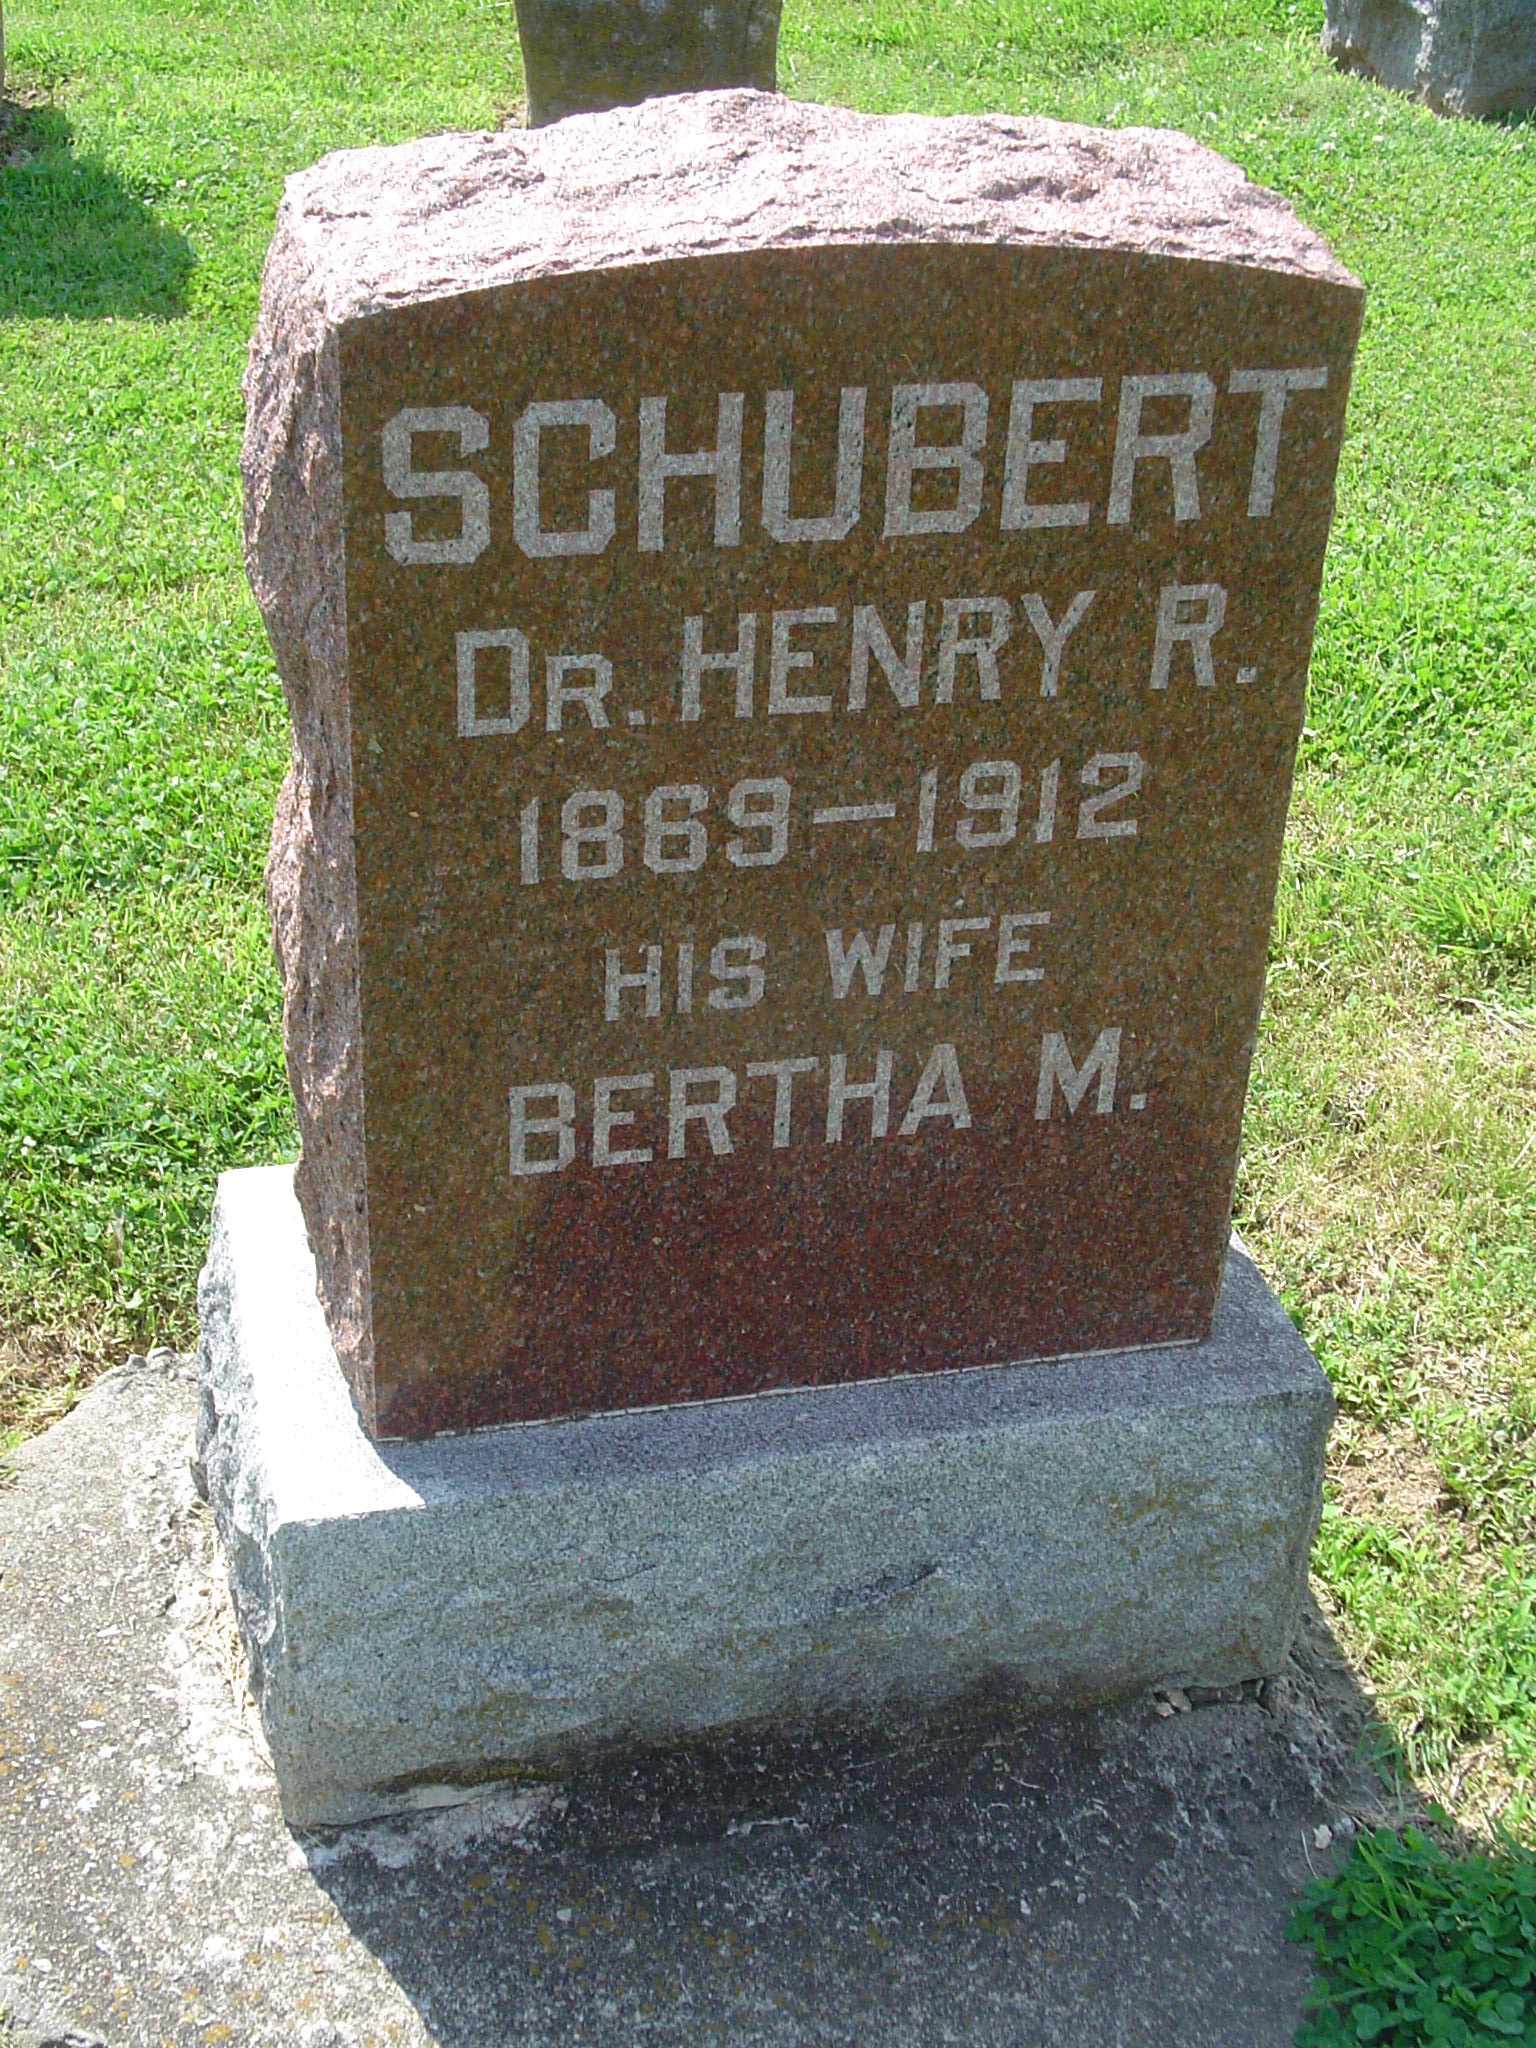 SCHUBERT
DR. HENRY R.
1869—1912
HIS WIFE
BERTHA M.